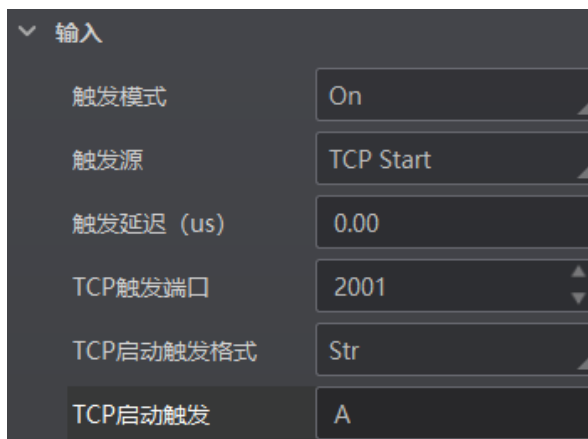 输入
触发模式 On
触发源 TCP Start
触发延迟（us） 0.00
TCP触发端口 2001
TCP启动触发格式 Str
TCP启动触发 A